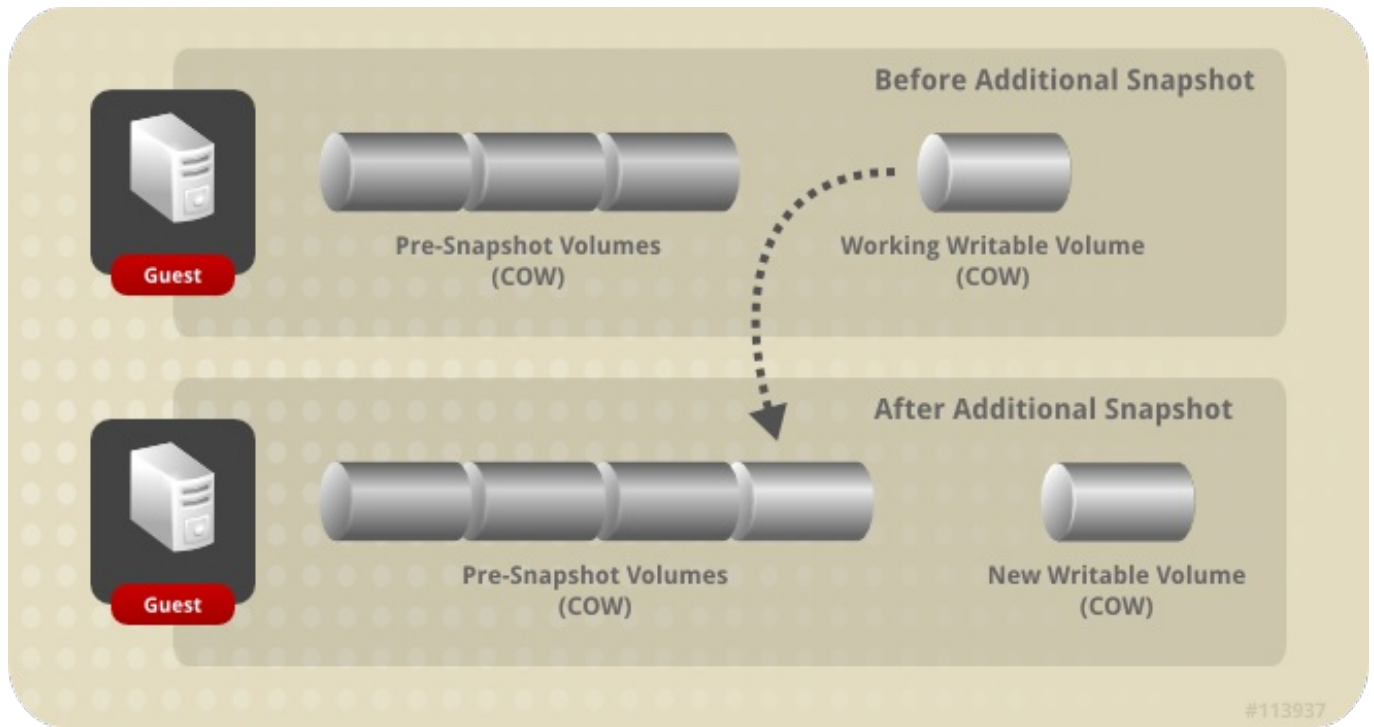 Before Additional Snapshot
Guest
Pre-Snapshot Volumes
(COW)
Working Writable Volume
(COW)
After Additional Snapshot
Guest
Pre-Snapshot Volumes
(COW)
New Writable Volume
(COW)
#113937